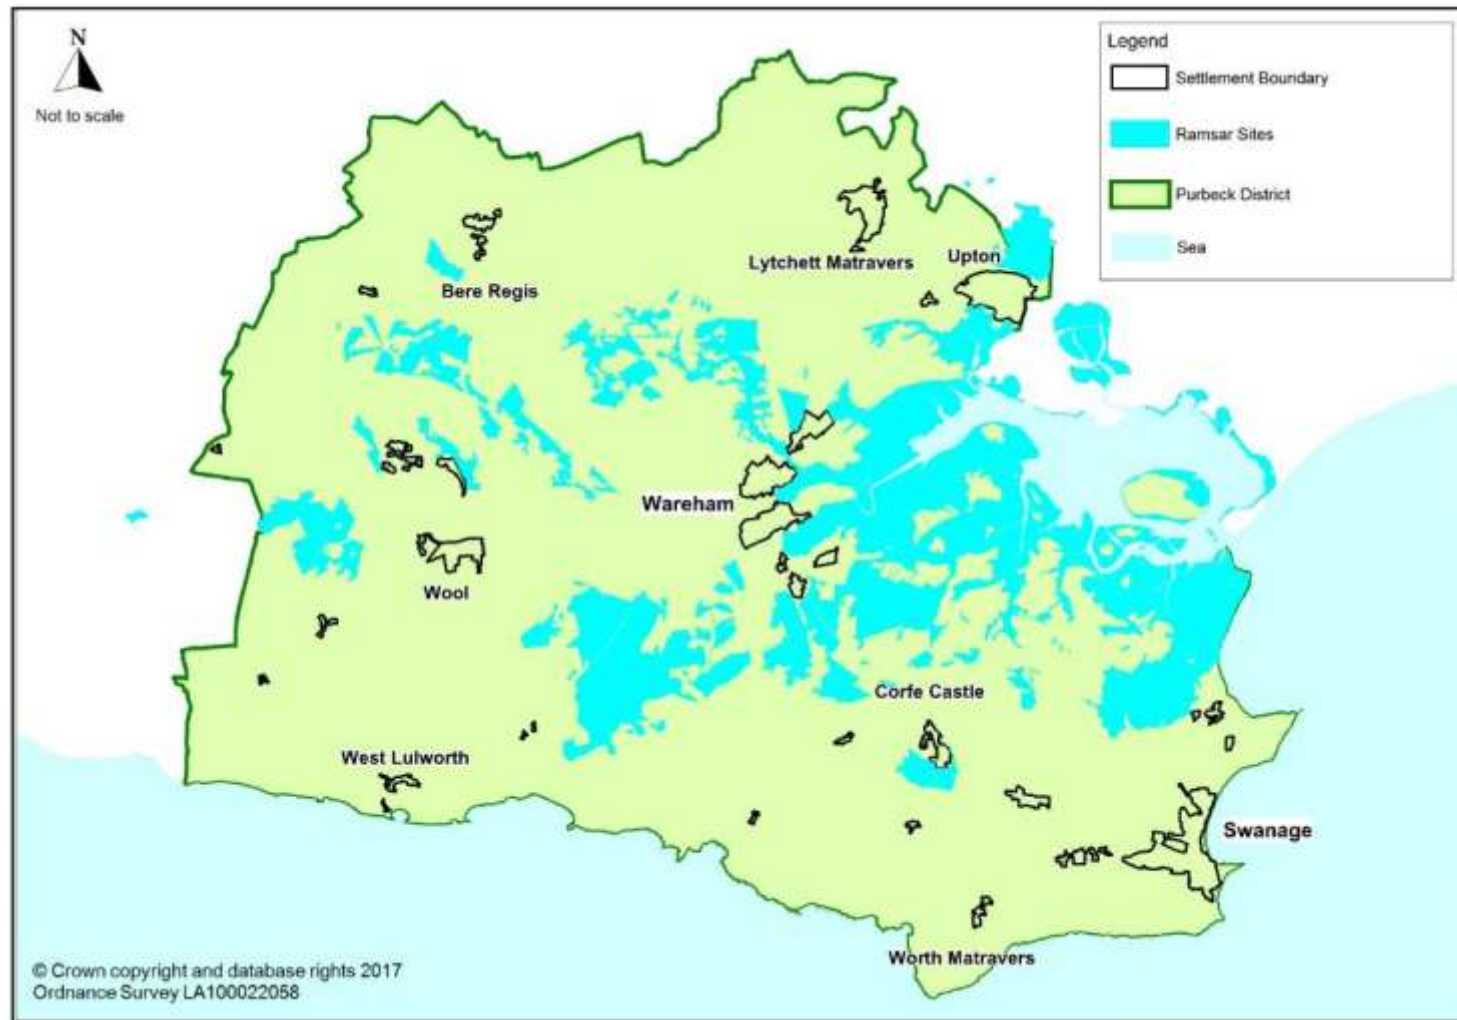 N
Not to scale
Legend
Settlement Boundary
Ramsar Sites
Purbeck District
Sea
Lytchett Matravers
Upton
Bere Regis
Wareham
Wool
Corfe Castle
West Lulworth
Swanage
Worth Matravers
© Crown copyright and database rights 2017
Ordnance Survey LA100022058